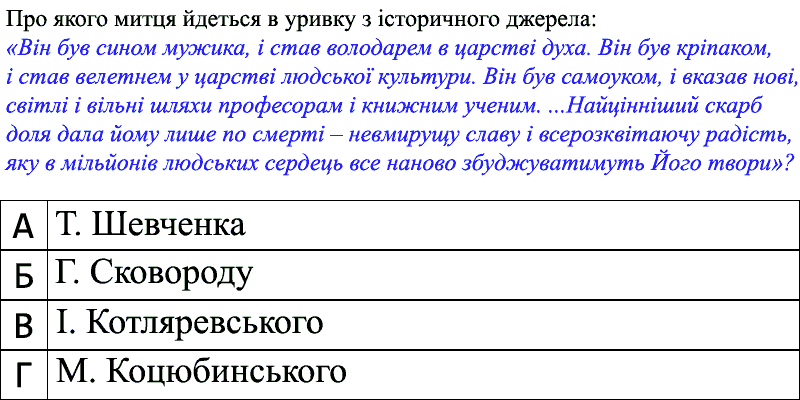 Про якого митця йдеться в уривку з історичного джерела:
«Він був сином мужика, і став володарем в царстві духа. Він був кріпаком,
і став велетнем у царстві людської культури. Він був самоуком, і вказав нові,
світлі і вільні шляхи професорам і книжним ученим. ...Найцінніший скарб
доля дала йому лише по смерті – невмирущу славу і всерозквітаючу радість,
яку в мільйонів людських сердець все наново збуджуватимуть Його твори»?
А Т. Шевченка
Б Г. Сковороду
В І. Котляревського
Г М. Коцюбинського